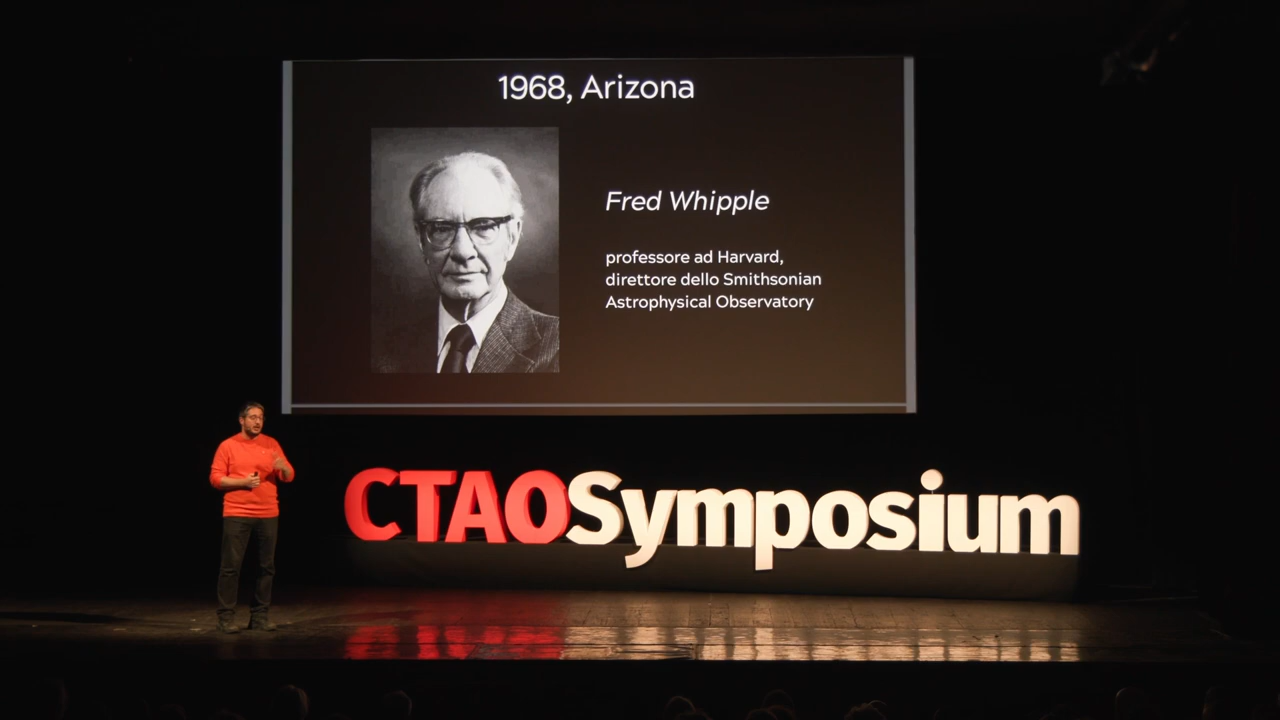 1968, Arizona
Fred Whipple
professore ad Harvard,
direttore dello Smithsonian
Astrophysical Observatory
CTAOSymposium